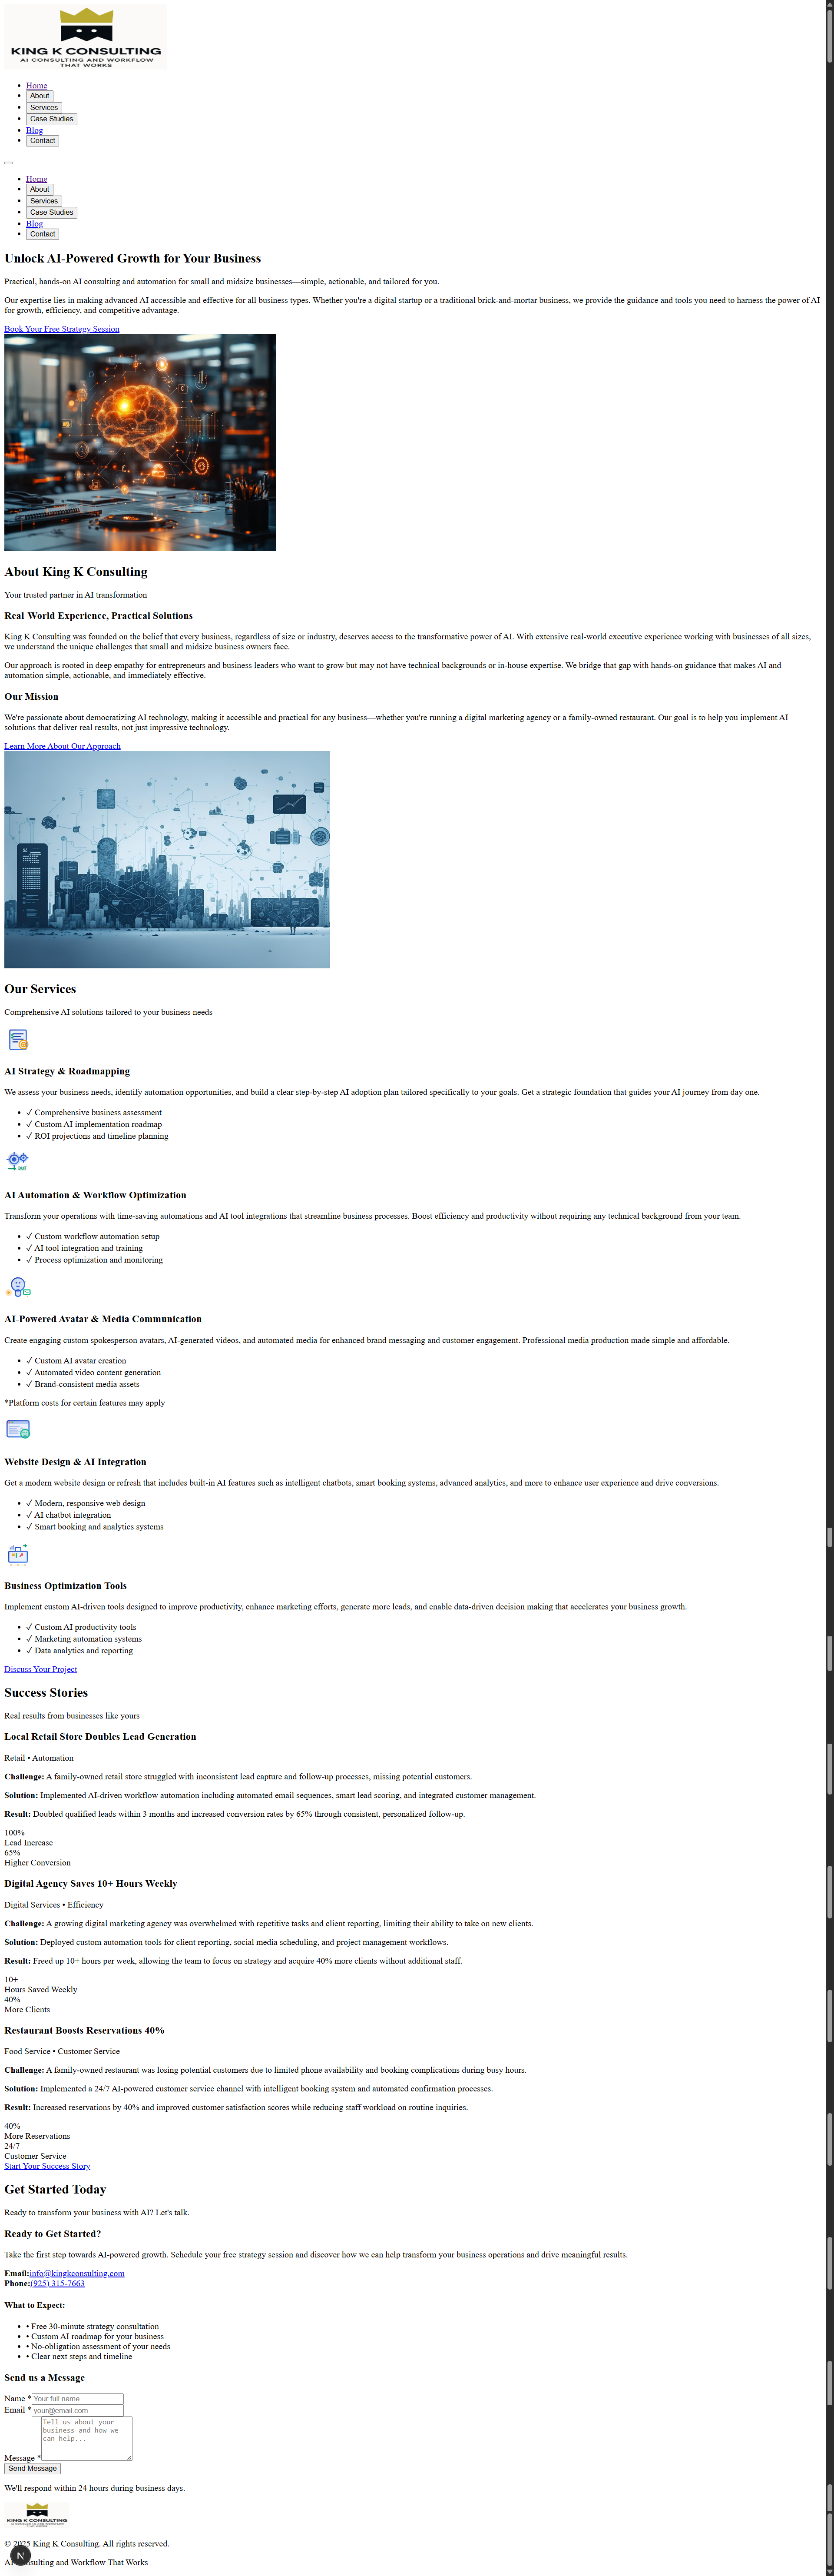 KING K CONSULTING
AI CONSULTING AND WORKFLOW
THAT WORKS
Home
About
Services
Case Studies
Blog
Contact
Home
About
Services
Case Studies
Blog
Contact
Unlock AI-Powered Growth for Your Business
Practical, hands-on AI consulting and automation for small and midsize businesses—simple, actionable, and tailored for you.
Our expertise lies in making advanced AI accessible and effective for all business types. Whether you're a digital startup or a traditional brick-and-mortar business, we provide the guidance and tools you need to harness the power of AI
for growth, efficiency, and competitive advantage.
Book Your Free Strategy Session
About King K Consulting
Your trusted partner in AI transformation
Real-World Experience, Practical Solutions
King K Consulting was founded on the belief that every business, regardless of size or industry, deserves access to the transformative power of AI. With extensive real-world executive experience working with businesses of all sizes,
we understand the unique challenges that small and midsize business owners face.
Our approach is rooted in deep empathy for entrepreneurs and business leaders who want to grow but may not have technical backgrounds or in-house expertise. We bridge that gap with hands-on guidance that makes AI and
automation simple, actionable, and immediately effective.
Our Mission
We're passionate about democratizing AI technology, making it accessible and practical for any business—whether you're running a digital marketing agency or a family-owned restaurant. Our goal is to help you implement AI
solutions that deliver real results, not just impressive technology.
Learn More About Our Approach
Our Services
Comprehensive AI solutions tailored to your business needs
AI Strategy & Roadmapping
We assess your business needs, identify automation opportunities, and build a clear step-by-step AI adoption plan tailored specifically to your goals. Get a strategic foundation that guides your AI journey from day one.
✓ Comprehensive business assessment
✓ Custom AI implementation roadmap
✓ ROI projections and timeline planning
AI Automation & Workflow Optimization
Transform your operations with time-saving automations and AI tool integrations that streamline business processes. Boost efficiency and productivity without requiring any technical background from your team.
✓ Custom workflow automation setup
✓ AI tool integration and training
✓ Process optimization and monitoring
AI-Powered Avatar & Media Communication
Create engaging custom spokesperson avatars, AI-generated videos, and automated media for enhanced brand messaging and customer engagement. Professional media production made simple and affordable.
✓ Custom AI avatar creation
✓ Automated video content generation
✓ Brand-consistent media assets
*Platform costs for certain features may apply
Website Design & AI Integration
Get a modern website design or refresh that includes built-in AI features such as intelligent chatbots, smart booking systems, advanced analytics, and more to enhance user experience and drive conversions.
✓ Modern, responsive web design
✓ AI chatbot integration
✓ Smart booking and analytics systems
Business Optimization Tools
Implement custom AI-driven tools designed to improve productivity, enhance marketing efforts, generate more leads, and enable data-driven decision making that accelerates your business growth.
✓ Custom AI productivity tools
✓ Marketing automation systems
✓ Data analytics and reporting
Discuss Your Project
Success Stories
Real results from businesses like yours
Local Retail Store Doubles Lead Generation
Retail • Automation
Challenge: A family-owned retail store struggled with inconsistent lead capture and follow-up processes, missing potential customers.
Solution: Implemented AI-driven workflow automation including automated email sequences, smart lead scoring, and integrated customer management.
Result: Doubled qualified leads within 3 months and increased conversion rates by 65% through consistent, personalized follow-up.
100%
Lead Increase
65%
Higher Conversion
Digital Agency Saves 10+ Hours Weekly
Digital Services • Efficiency
Challenge: A growing digital marketing agency was overwhelmed with repetitive tasks and client reporting, limiting their ability to take on new clients.
Solution: Deployed custom automation tools for client reporting, social media scheduling, and project management workflows.
Result: Freed up 10+ hours per week, allowing the team to focus on strategy and acquire 40% more clients without additional staff.
10+
Hours Saved Weekly
40%
More Clients
Restaurant Boosts Reservations 40%
Food Service • Customer Service
Challenge: A family-owned restaurant was losing potential customers due to limited phone availability and booking complications during busy hours.
Solution: Implemented a 24/7 AI-powered customer service channel with intelligent booking system and automated confirmation processes.
Result: Increased reservations by 40% and improved customer satisfaction scores while reducing staff workload on routine inquiries.
40%
More Reservations
24/7
Customer Service
Start Your Success Story
Get Started Today
Ready to transform your business with AI? Let's talk.
Ready to Get Started?
Take the first step towards AI-powered growth. Schedule your free strategy session and discover how we can help transform your business operations and drive meaningful results.
Email:info@kingkconsulting.com
Phone:(925) 315-7663
What to Expect:
• Free 30-minute strategy consultation
• Custom AI roadmap for your business
• No-obligation assessment of your needs
• Clear next steps and timeline
Send us a Message
Name *Your full name
Email *your@email.com
Tell us about your
business and how we
can help...
Message *
Send Message
We'll respond within 24 hours during business days.
KING K CONSULTING
© 2025 King K Consulting. All rights reserved.
N
AI Consulting and Workflow That Works